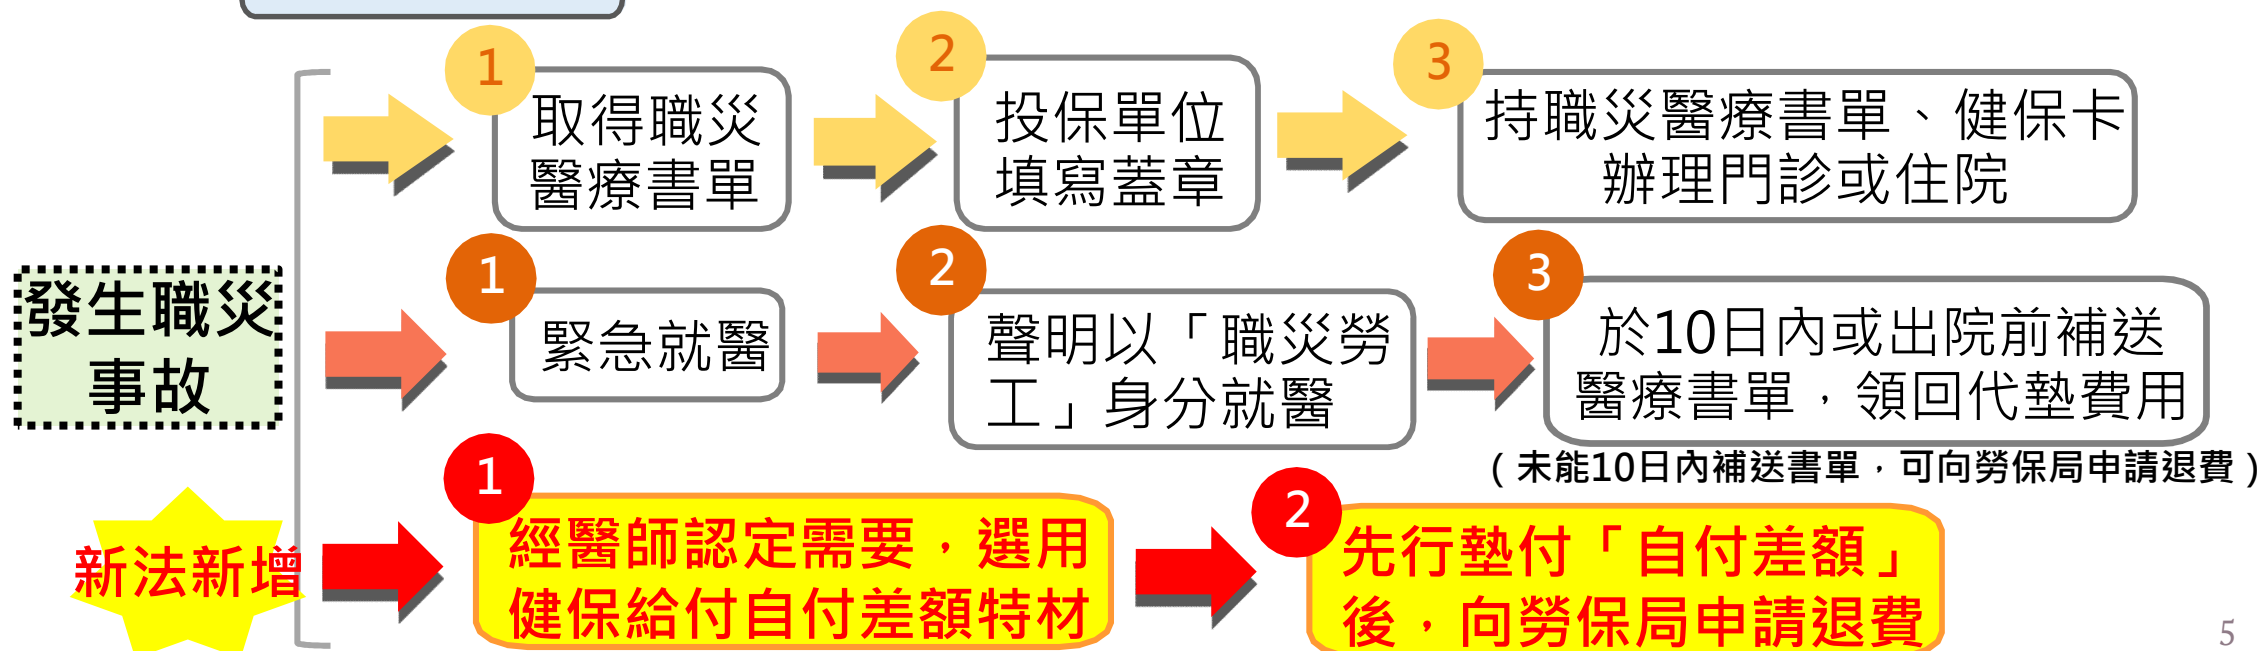 1
取得職災
醫療書單
2
投保單位
填寫蓋章
3
持職災醫療書單、健保卡
辦理門診或住院
發生職災
事故
1
緊急就醫
2
聲明以「職災勞
工」身分就醫
3
於10日內或出院前補送
醫療書單，領回代墊費用
（未能10日內補送書單，可向勞保局申請退費）
新法新增
1
經醫師認定需要，選用
健保給付自付差額特材
2
先行墊付「自付差額」
後，向勞保局申請退費
5